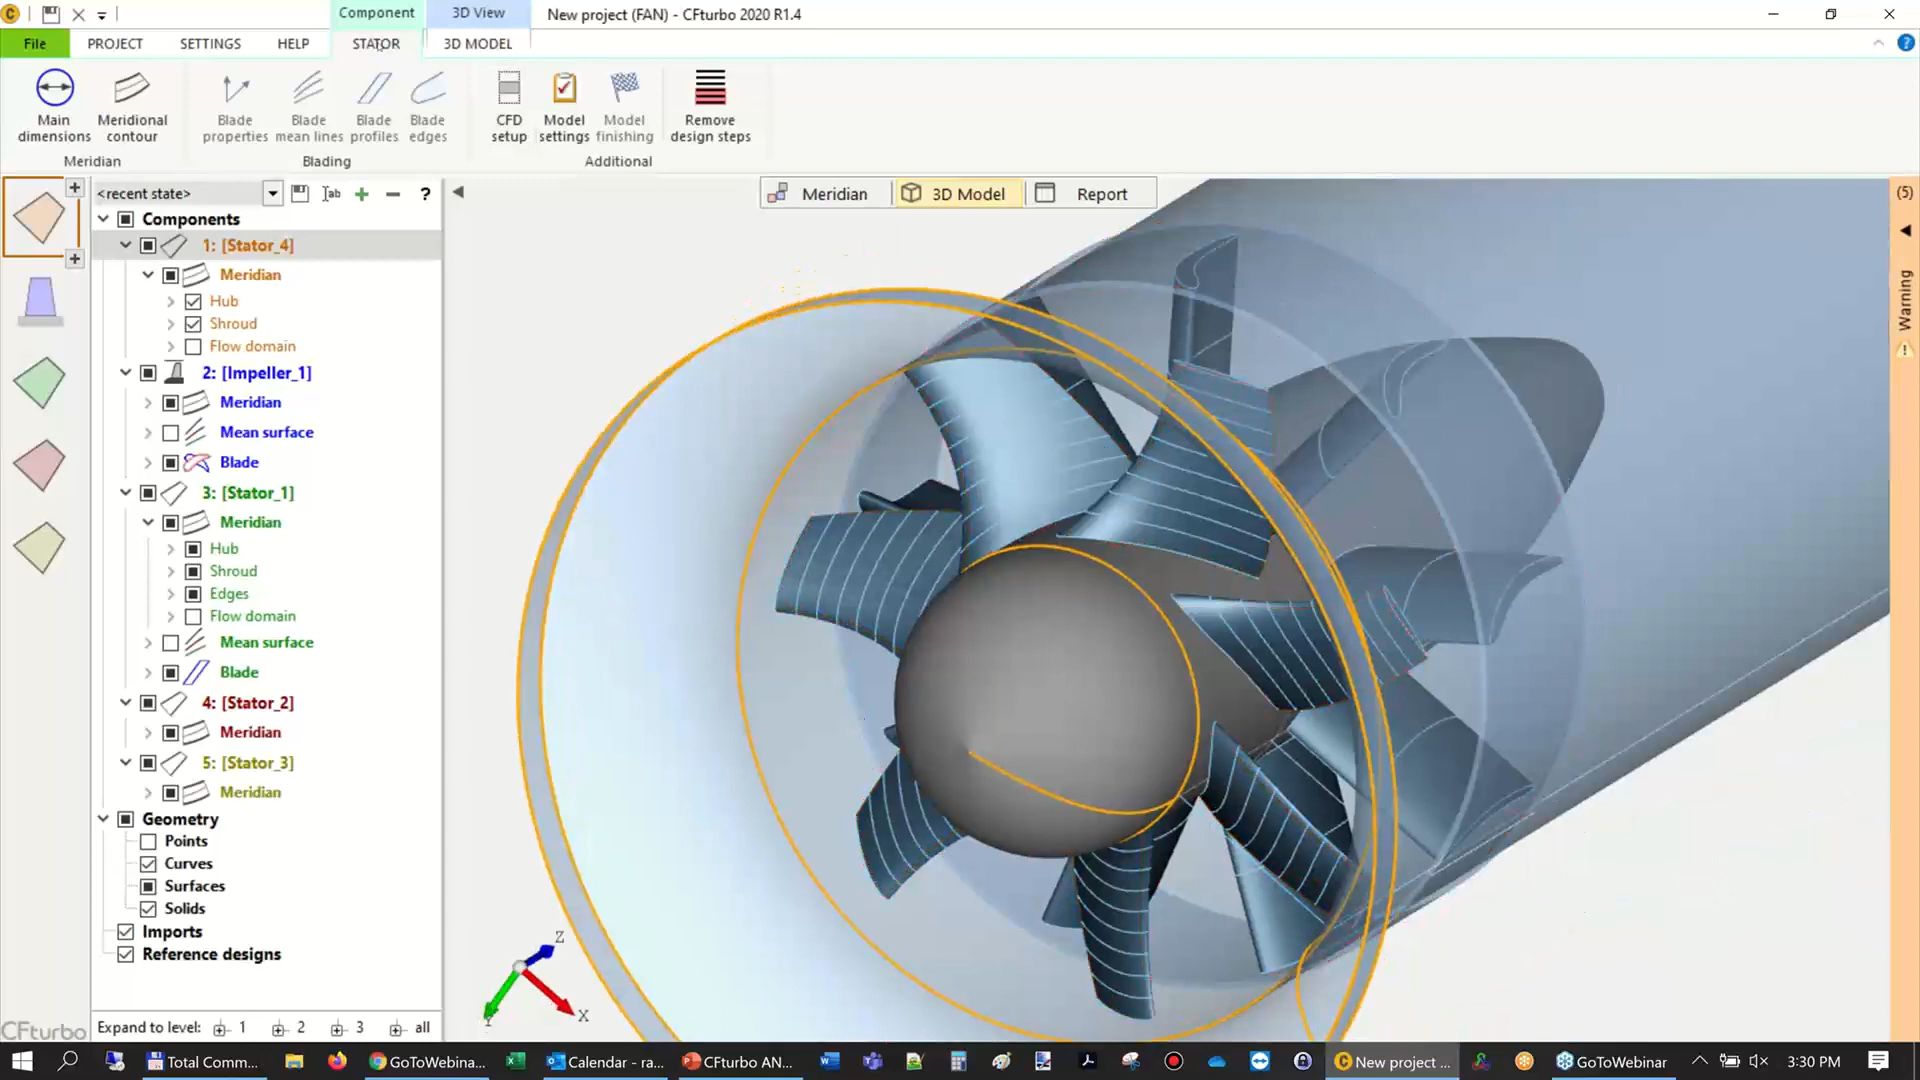 Component
3D View
New project (FAN) - CFturbo 2020 R1.4
File
PROJECT
SETTINGS
HELP
STATOR
3D MODEL
Main dimensions
Meridional contour
Blade properties
Blade mean lines
Blade profiles
Blade edges
CFD setup
Model settings
Model finishing
Remove design steps
Meridian
Blading
Additional
<recent state>
ab
?
Meridian
3D Model
Report
(5)
Warning
Components
1: [Stator_4]
Meridian
Hub
Shroud
Flow domain
2: [Impeller_1]
Meridian
Mean surface
Blade
3: [Stator_1]
Meridian
Hub
Shroud
Edges
Flow domain
Mean surface
Blade
4: [Stator_2]
Meridian
5: [Stator_3]
Meridian
Geometry
Points
Curves
Surfaces
Solids
Imports
Reference designs
Z
X
Y
CFturbo
Expand to level: 1 2 3 all
Total Comm...
GoToWebina...
Calendar - ra...
CFturbo AN...
New project ...
GoToWebinar
3:30 PM